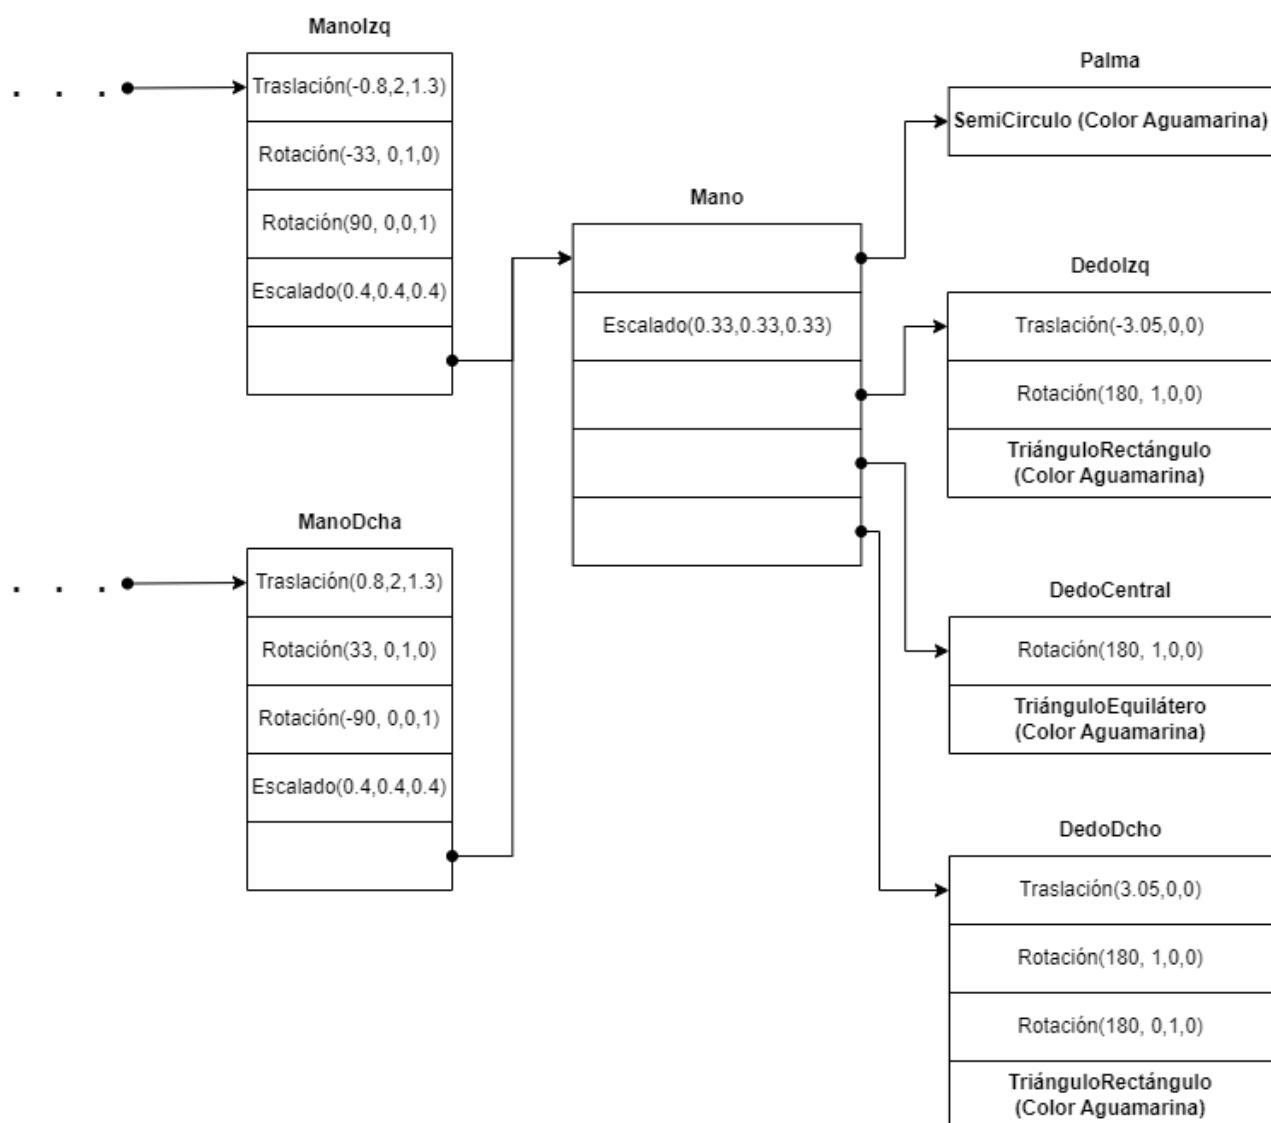 ManoIzq
Traslación(-0.8,2,1.3)
Rotación(-33, 0,1,0)
Rotación(90, 0,0,1)
Escalado(0.4,0.4,0.4)
ManoDcha
Traslación(0.8,2,1.3)
Rotación(33, 0,1,0)
Rotación(-90, 0,0,1)
Escalado(0.4,0.4,0.4)
Mano
Escalado(0.33,0.33,0.33)
Palma
SemiCirculo (Color Aguamarina)
DedoIzq
Traslación(-3.05,0,0)
Rotación(180, 1,0,0)
TriánguloRectángulo
(Color Aguamarina)
DedoCentral
Rotación(180, 1,0,0)
TriánguloEquilátero
(Color Aguamarina)
DedoDcho
Traslación(3.05,0,0)
Rotación(180, 1,0,0)
Rotación(180, 0,1,0)
TriánguloRectángulo
(Color Aguamarina)